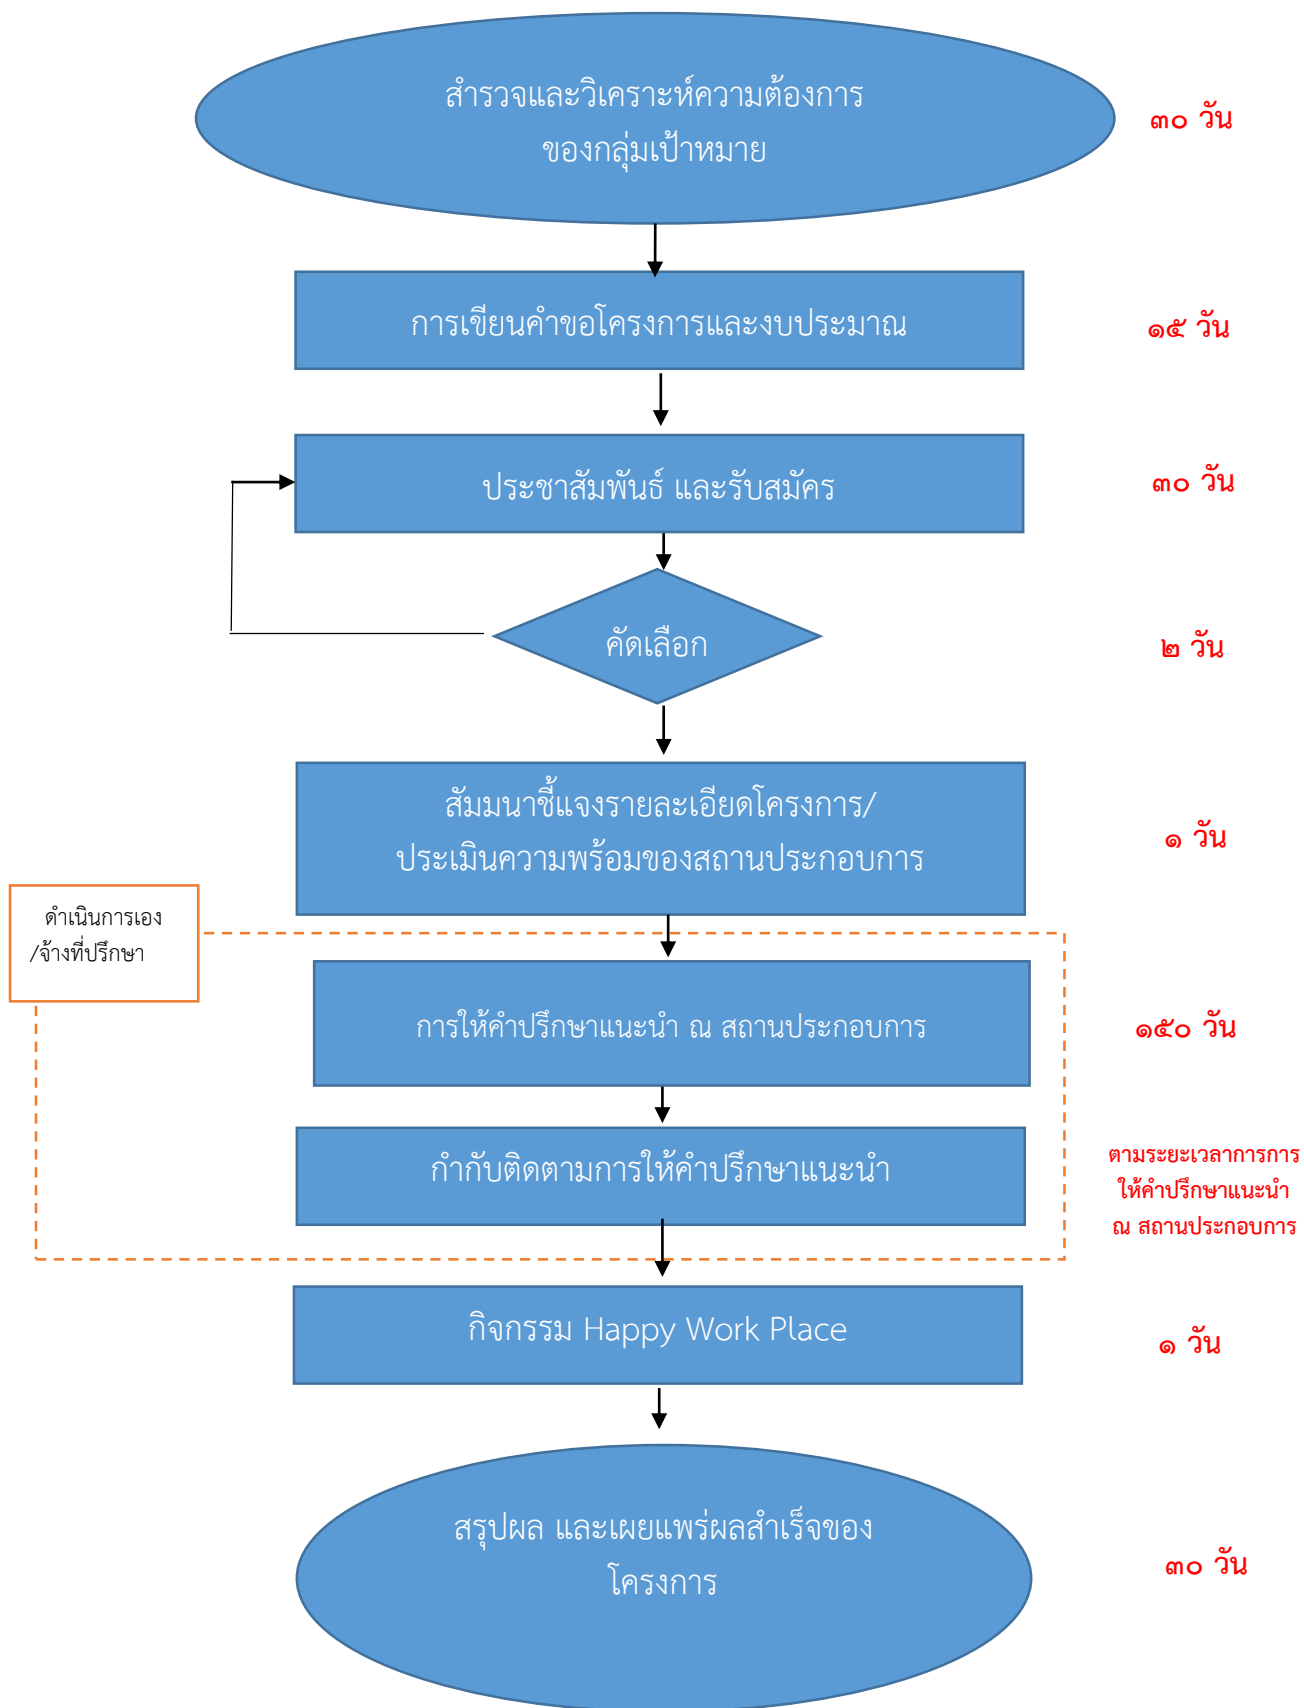 สำรวจและวิเคราะห์ความต้องการ
ของกลุ่มเป้าหมาย
๓๐ วัน
การเขียนคำขอโครงการและงบประมาณ
๑๕ วัน
ประชาสัมพันธ์ และรับสมัคร
๓๐ วัน
คัดเลือก
๒ วัน
สัมมนาชี้แจงรายละเอียดโครงการ/
ประเมินความพร้อมของสถานประกอบการ
๑ วัน
ดำเนินการเอง
/จ้างที่ปรึกษา
การให้คำปรึกษาแนะนำ ณ สถานประกอบการ
๑๕๐ วัน
กำกับติดตามการให้คำปรึกษาแนะนำ
ตามระยะเวลาการการ
ให้คำปรึกษาแนะนำ
ณ สถานประกอบการ
กิจกรรม Happy Work Place
๑ วัน
สรุปผล และเผยแพร่ผลสำเร็จของ
โครงการ
๓๐ วัน